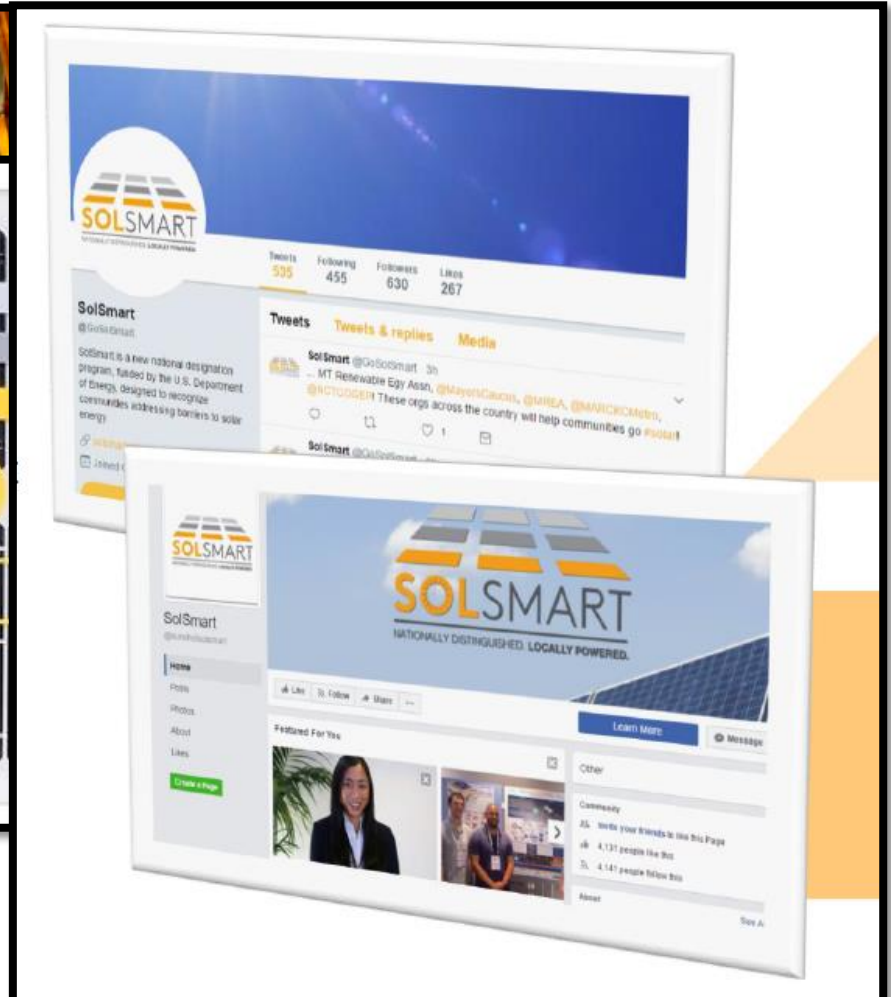 SOLSMART
NATIONALLY DISTINGUISHED. LOCALLY POWERED.
Tweets Following Followers Likes
535 455 630 267
SolSmart
@GoSolSmart
SolSmart is a new national designation
program, funded by the U.S. Department
of Energy, designed to recognize
communities addressing barriers to solar
energy
Joined
Tweets Tweets & replies Media
SolSmart @GoSolSmart 3h
... MT Renewable Egy Assn, @MayorsCaucus, @MREA, @MARCKCMetro,
These orgs across the country will help communities go #solar!
1
SolSmart @GoSolSmart
SOLSMART
SolSmart
Home
Posts
Photos
About
Likes
Create a Page
SOLSMART
NATIONALLY DISTINGUISHED. LOCALLY POWERED.
Like Follow Share ...
Learn More Message
Featured For You
Other
Community
Invite your friends to like this Page
4,131 people like this
4,141 people follow this
About
See A